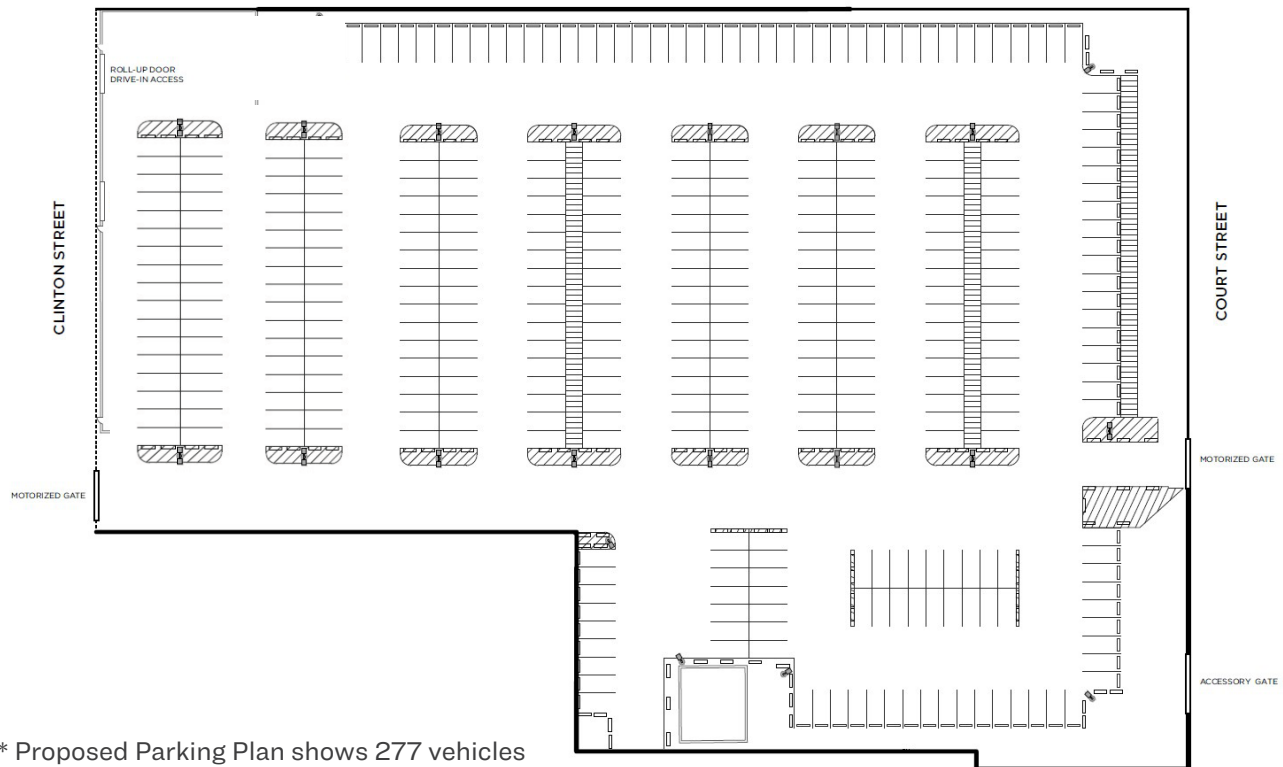 ROLL-UP DOOR
DRIVE-IN ACCESS
CLINTON STREET
COURT STREET
MOTORIZED GATE
MOTORIZED GATE
ACCESSORY GATE
* Proposed Parking Plan shows 277 vehicles